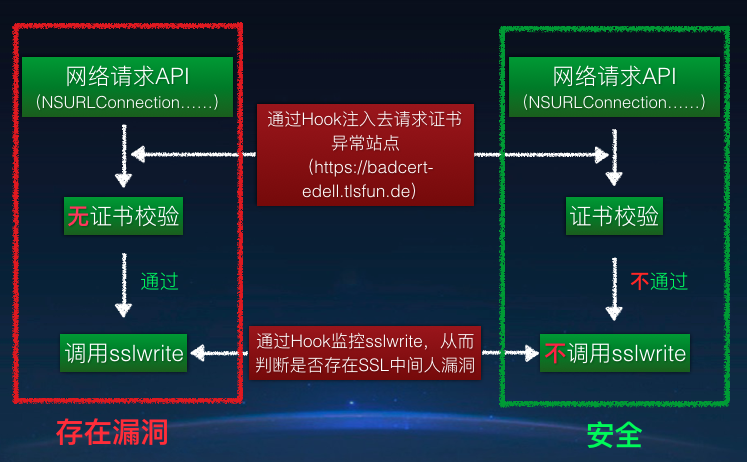 网络请求API
（NSURLConnection……）
无证书校验
通过
调用sslwrite
存在漏洞
通过Hook注入去请求证书
异常站点
（https://badcert-
edell.tlsfun.de）
通过Hook监控sslwrite，从而
判断是否存在SSL中间人漏洞
网络请求API
（NSURLConnection……）
证书校验
不通过
不调用sslwrite
安全